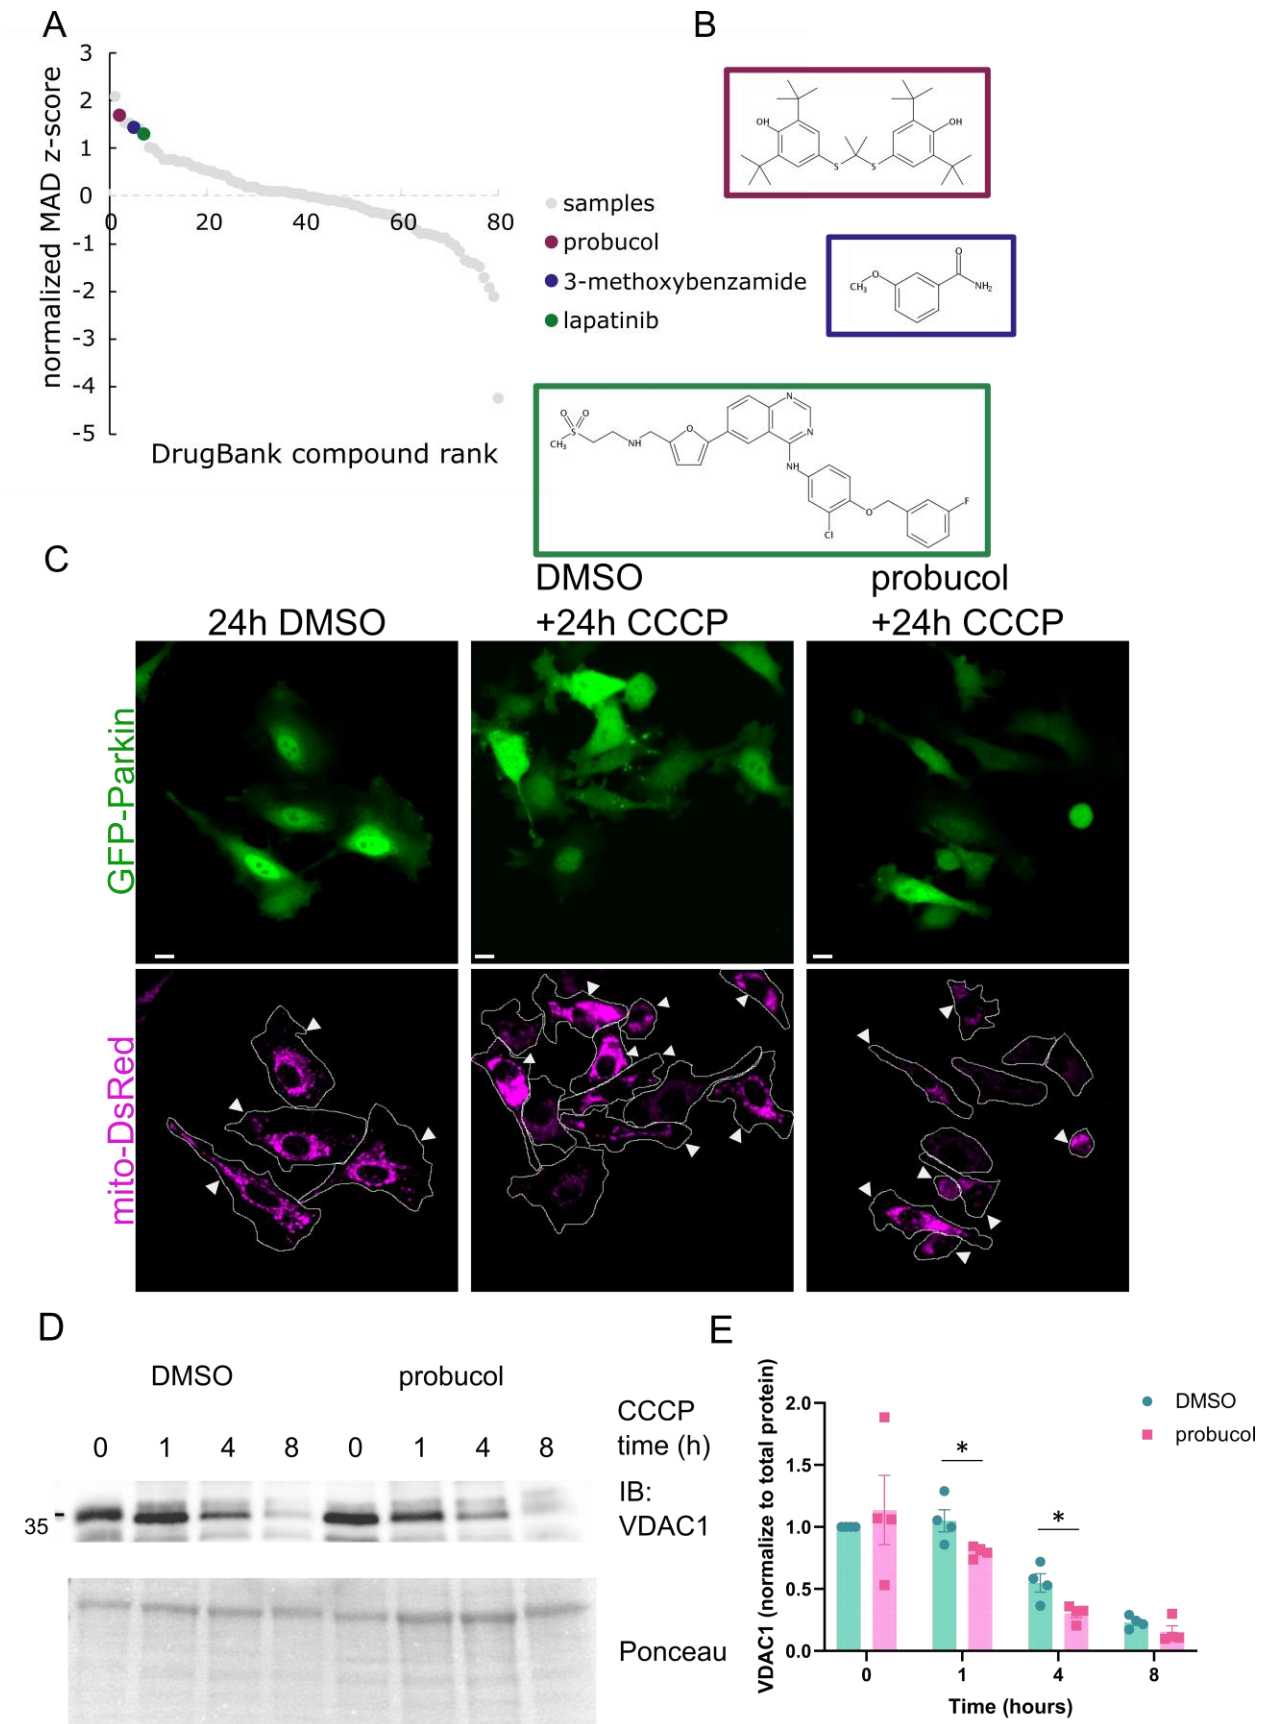 A
B
normalized MAD z-score
3
2
1
0
-1
-2
-3
-4
-5
0
20
40
60
80
DrugBank compound rank
samples
probucol
3-methoxybenzamide
lapatinib
OH
OH
S
S
O
O
CH₃
NH₂
O
O
S
CH₃
NH
O
N
N
NH
O
Cl
F
C
24h DMSO
DMSO
+24h CCCP
probucol
+24h CCCP
GFP-Parkin
mito-DsRed
D
DMSO
probucol
0 1 4 8 0 1 4 8
CCCP
time (h)
35
IB:
VDAC1
Ponceau
E
VDAC1 (normalize to total protein)
2.0
1.5
1.0
0.5
0.0
*
*
0
1
4
8
Time (hours)
DMSO
probucol